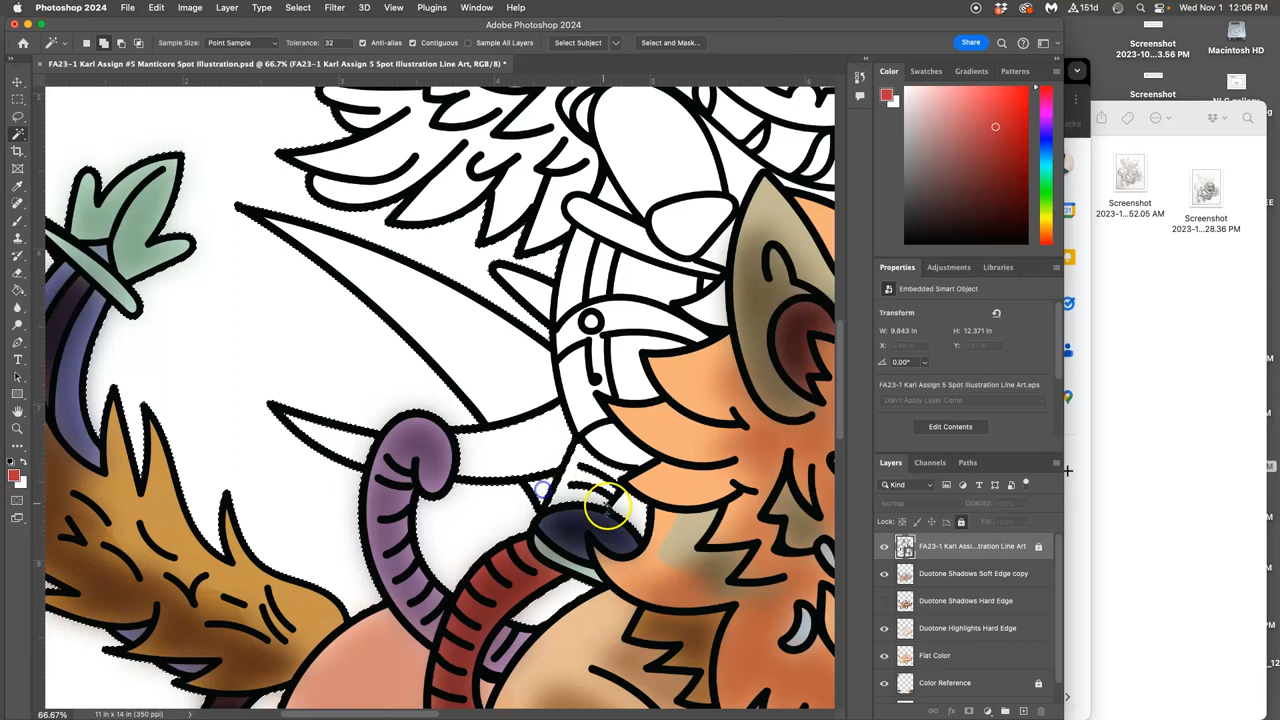 Photoshop 2024 File Edit Image Layer Type Select Filter 3D View Plugins Window Help 151d Wed Nov 1 12:06 PM
Adobe Photoshop 2024
Sample Size: Point Sample Tolerance: 32 Anti-alias Contiguous Sample All Layers Select Subject Select and Mask... Share
FA23-1 Karl Assign #5 Manticore Spot Illustration.psd @ 66.7% (FA23-1 Karl Assign 5 Spot Illustration Line Art, RGB/8) *
2 3 4 5
5
6
7
8
Color Swatches Gradients Patterns
Properties Adjustments Libraries
Embedded Smart Object
Transform
W: 9.843 in H: 12.371 in
0.00°
FA23-1 Karl Assign 5 Spot Illustration Line Art.eps
Don't Apply Layer Comp
Edit Contents
Layers Channels Paths
Kind
Normal Opacity:
Lock: Fill:
FA23-1 Karl Assi...tration Line Art
Duotone Shadows Soft Edge copy
Duotone Shadows Hard Edge
Duotone Highlights Hard Edge
Flat Color
Color Reference
66.67% 11 in x 14 in (350 ppi)
Screenshot
2023-10...3.56 PM
Macintosh HD
Screenshot
Screenshot
2023-1...52.05 AM
Screenshot
2023-1...28.36 PM